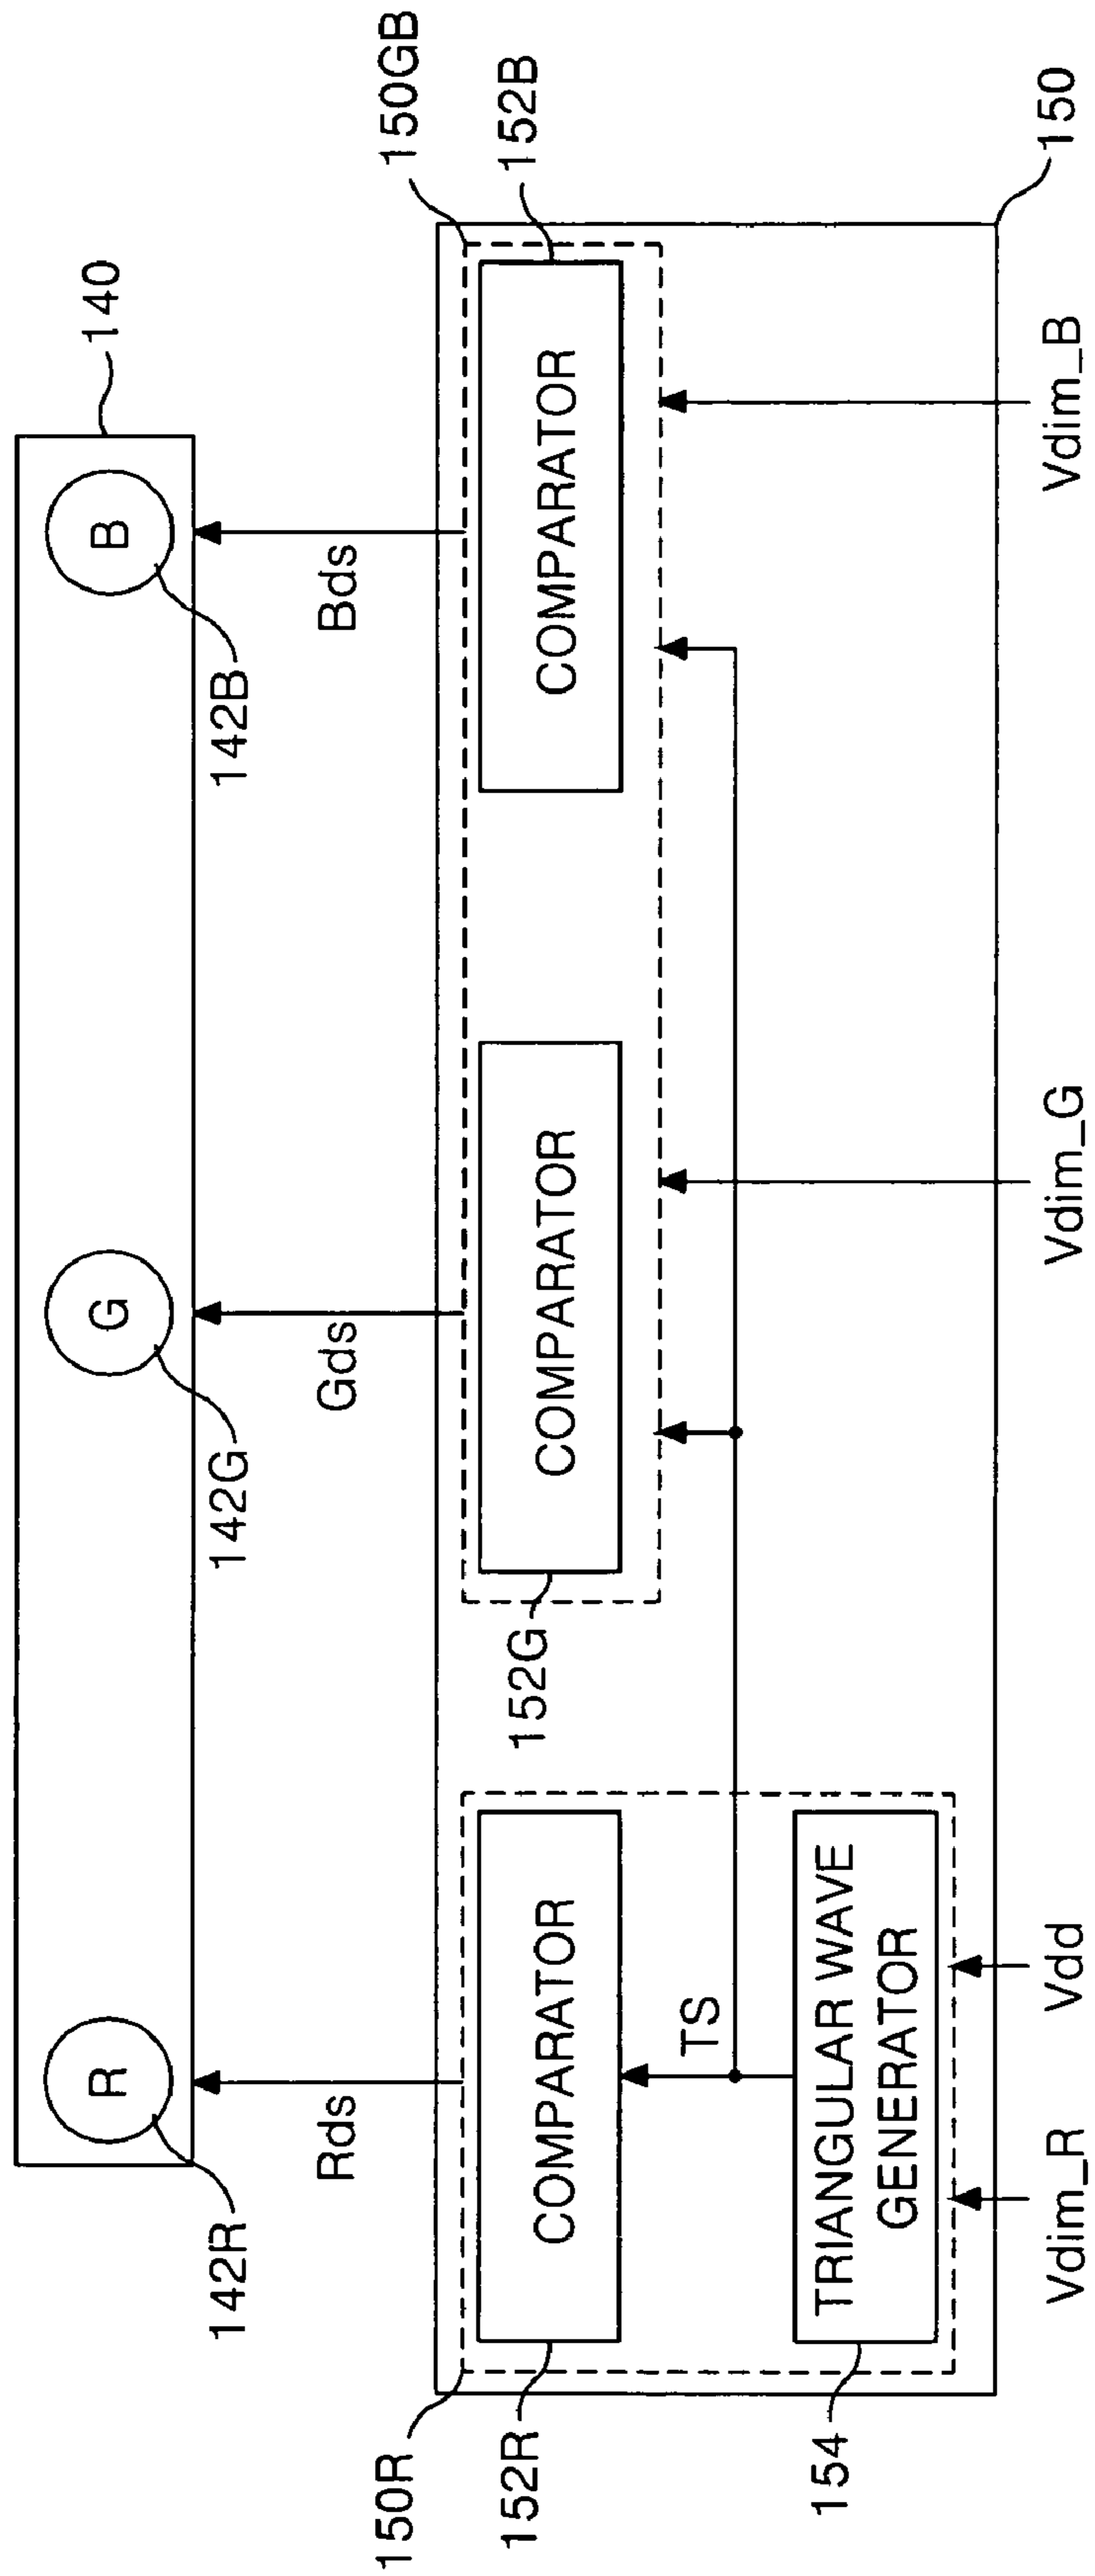 140
R
G
B
142R
142G
142B
Rds
Gds
Bds
150R
150GB
152R
COMPARATOR
152G
COMPARATOR
COMPARATOR
152B
TS
154
TRIANGULAR WAVE
GENERATOR
150
Vdim_R
Vdd
Vdim_G
Vdim_B